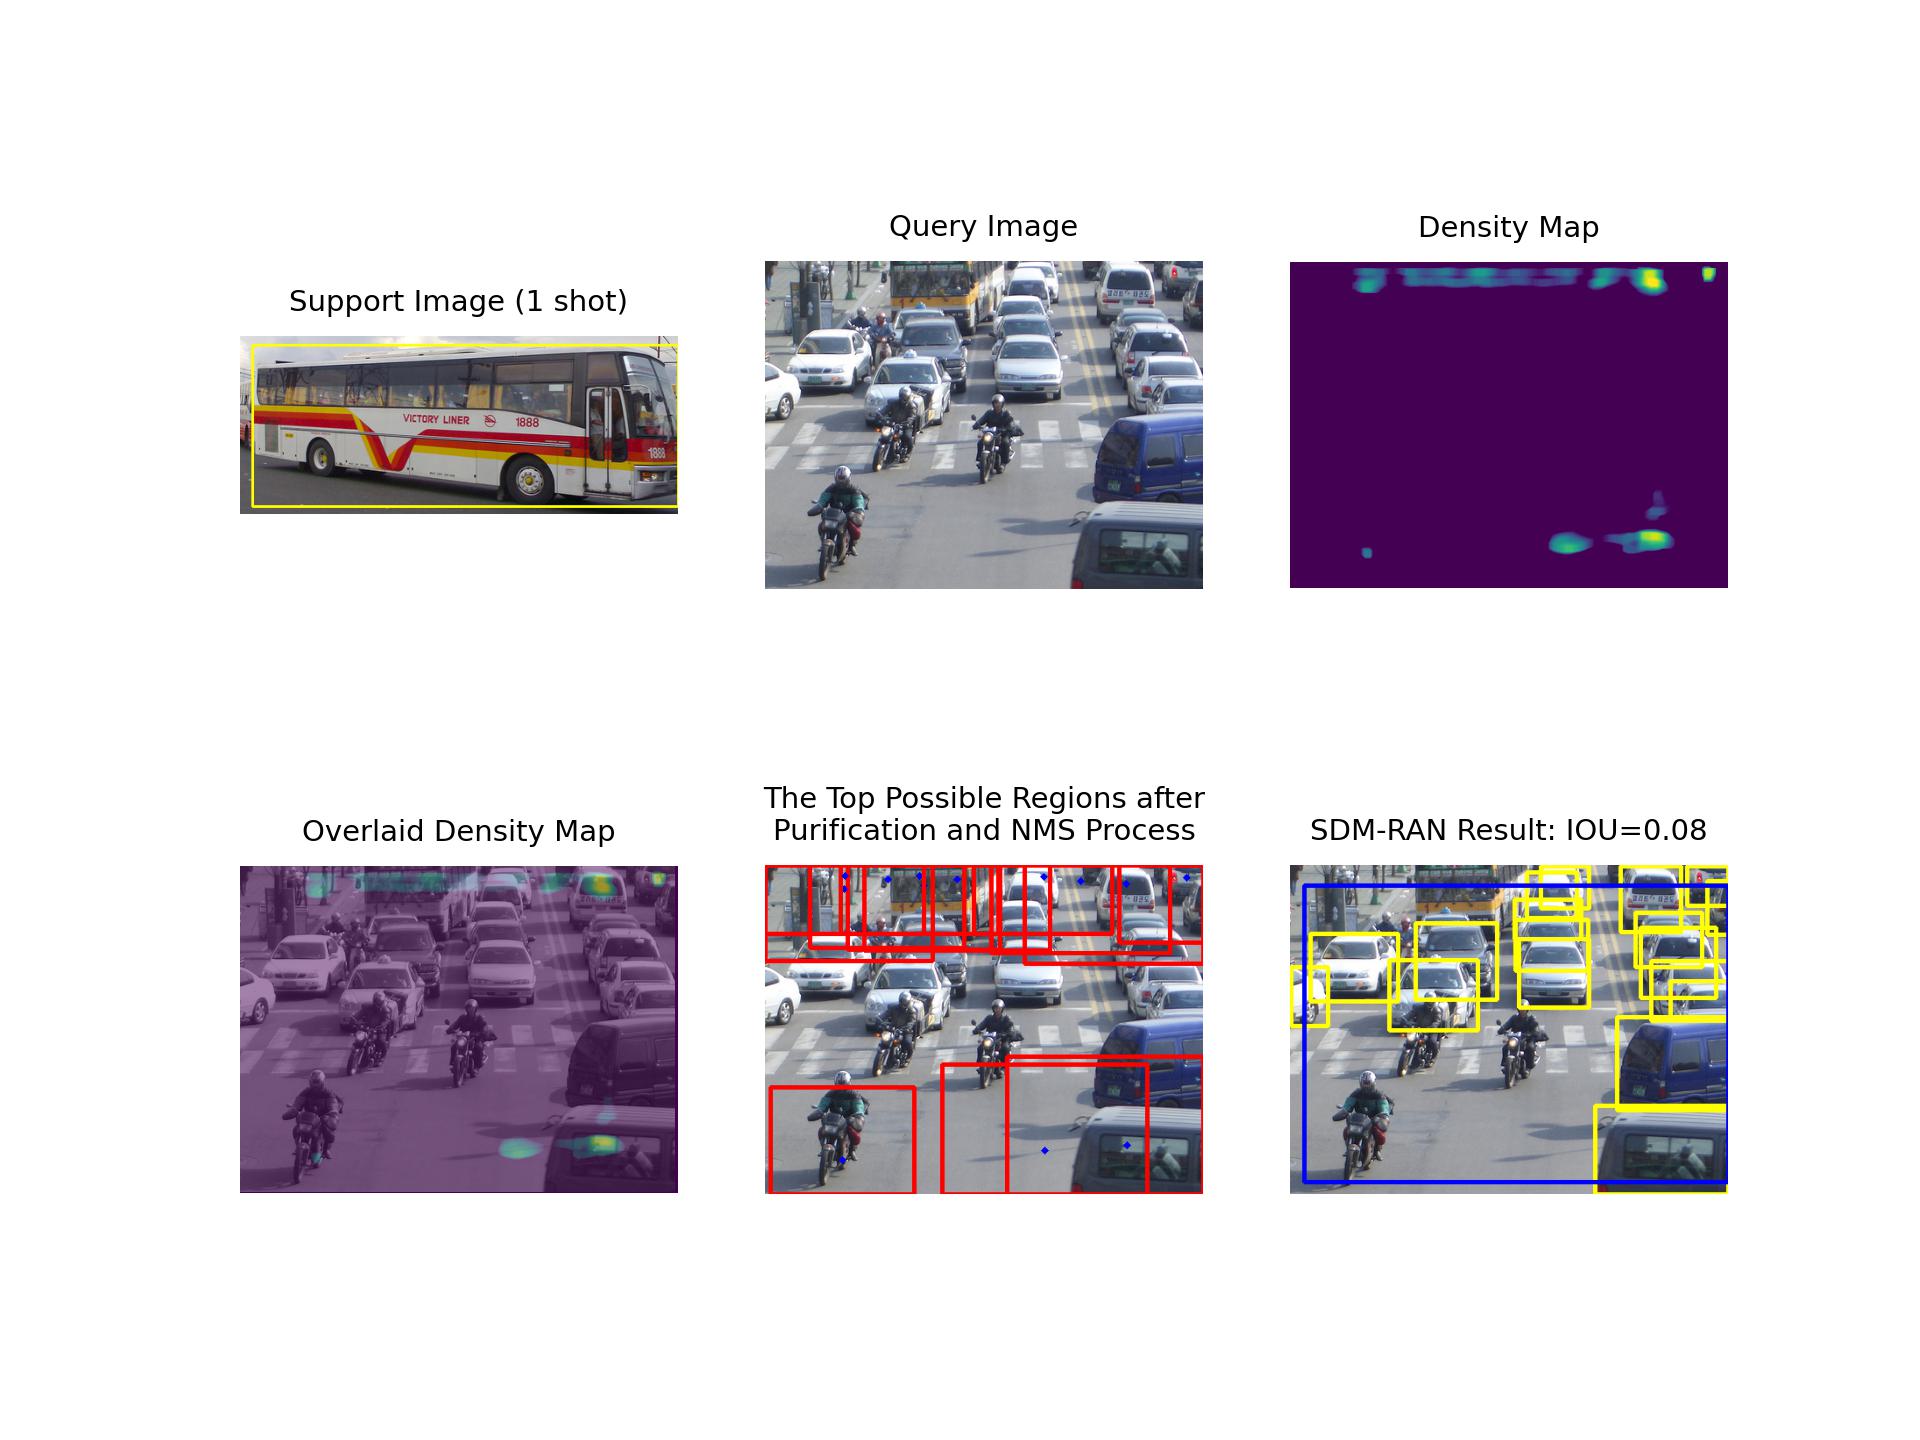 Query Image
Density Map
Support Image (1 shot)
VICTORY LINER
1888
1888
The Top Possible Regions after
Purification and NMS Process
Overlaid Density Map
SDM-RAN Result: IOU=0.08